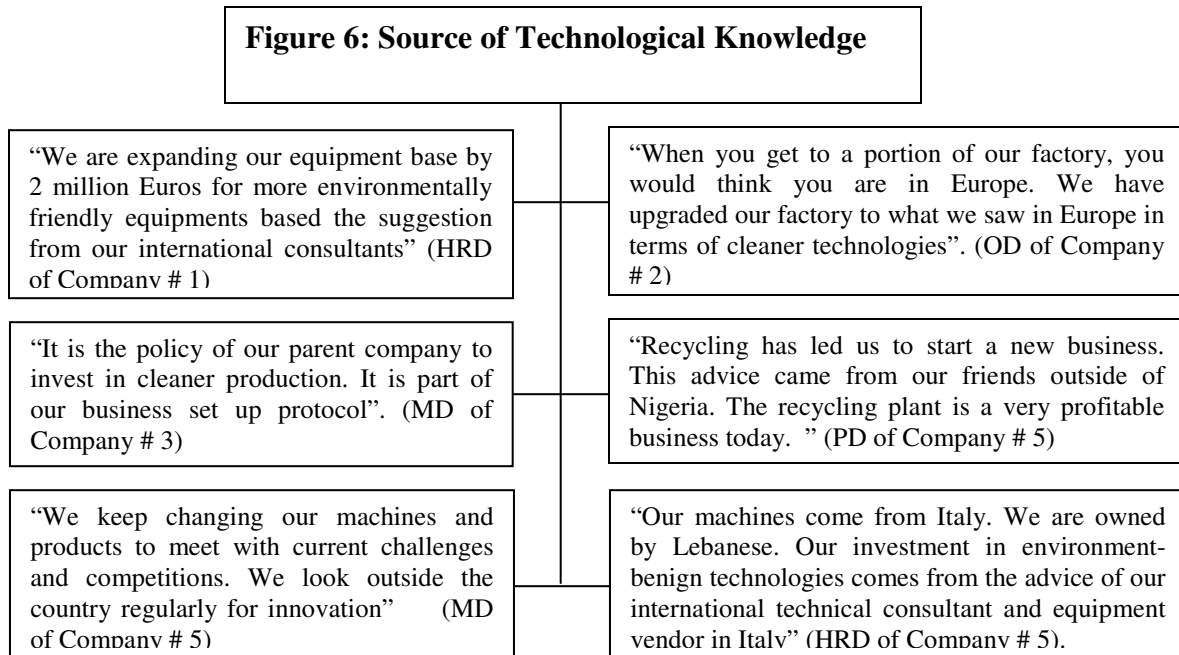 Figure 6: Source of Technological Knowledge
“We are expanding our equipment base by
2 million Euros for more environmentally
friendly equipments based the suggestion
from our international consultants” (HRD
of Company # 1)
“When you get to a portion of our factory, you
would think you are in Europe. We have
upgraded our factory to what we saw in Europe in
terms of cleaner technologies”. (OD of Company
# 2)
“It is the policy of our parent company to
invest in cleaner production. It is part of
our business set up protocol”. (MD of
Company # 3)
“Recycling has led us to start a new business.
This advice came from our friends outside of
Nigeria. The recycling plant is a very profitable
business today. ” (PD of Company # 5)
“We keep changing our machines and
products to meet with current challenges
and competitions. We look outside the
country regularly for innovation” (MD
of Company # 5)
“Our machines come from Italy. We are owned
by Lebanese. Our investment in environment-
benign technologies comes from the advice of our
international technical consultant and equipment
vendor in Italy” (HRD of Company # 5).